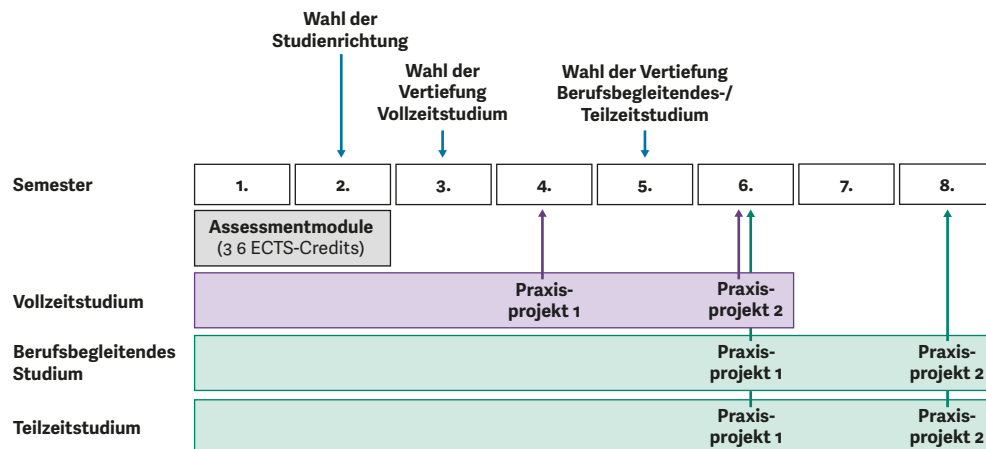 Wahl der
Studienrichtung
Wahl der
Vertiefung
Vollzeitstudium
Wahl der Vertiefung
Berufsbegleitendes-/
Teilzeitstudium
Semester
1.
2.
3.
4.
5.
6.
7.
8.
Assessmentmodule
(3 6 ECTS-Credits)
Vollzeitstudium
Praxis-
projekt 1
Praxis-
projekt 2
Berufsbegleitendes
Studium
Praxis-
projekt 1
Praxis-
projekt 2
Teilzeitstudium
Praxis-
projekt 1
Praxis-
projekt 2